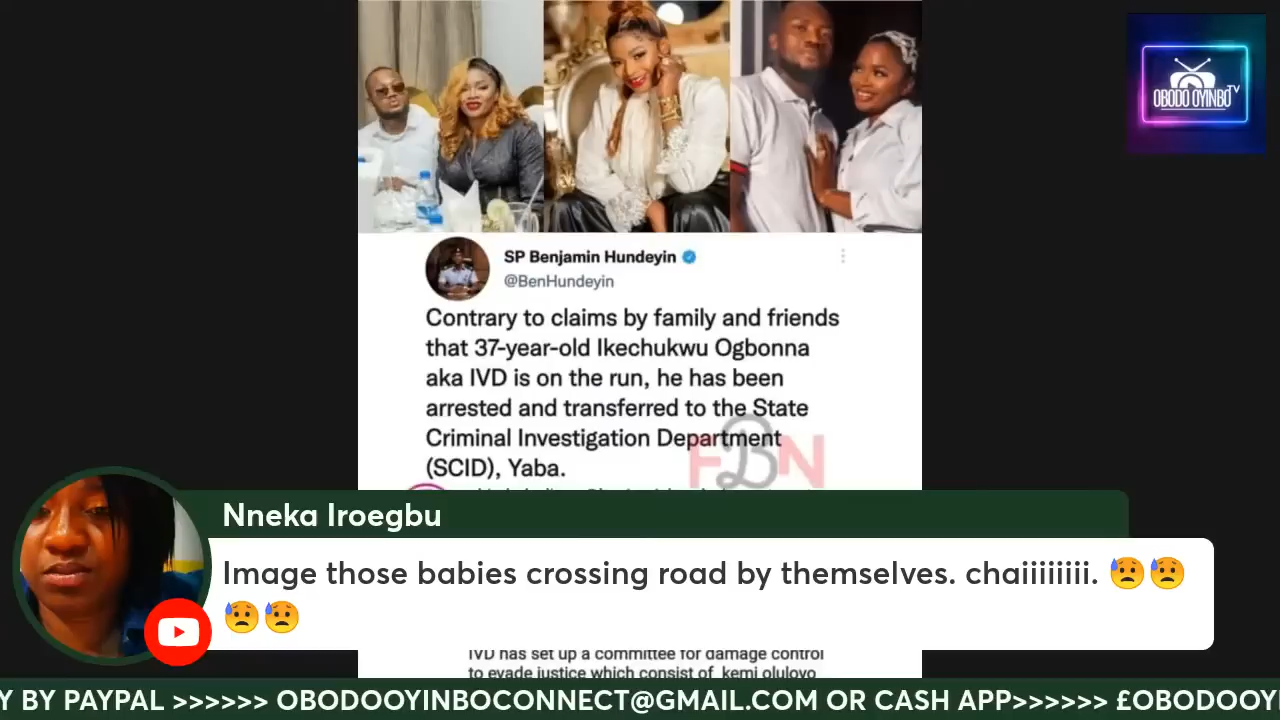 OBODO OYINBO TV
SP Benjamin Hundeyin
@BenHundeyin
Contrary to claims by family and friends
that 37-year-old Ikechukwu Ogbonna
aka IVD is on the run, he has been
arrested and transferred to the State
Criminal Investigation Department
(SCID), Yaba.
FBN
Nneka Iroegbu
Image those babies crossing road by themselves. chaiiiiiiii. 😥😥
😥😥
IVD has set up a committee for damage control
to evade justice which consist of kemi olulovo
Y BY PAYPAL >>>>>> OBODOOYINBOCONNECT@GMAIL.COM OR CASH APP>>>>>> £OBODOOYI